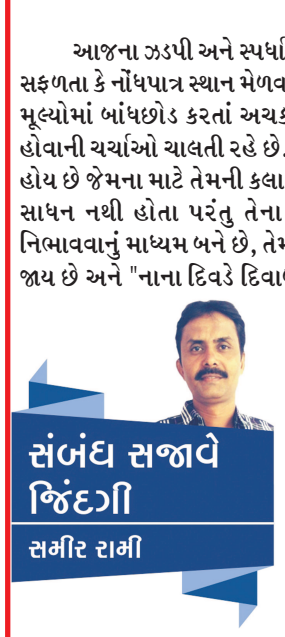 આજના ઝડપી અને સ્પર્ધા
સફળતા કે નોંધપાત્ર સ્થાન મેળવ
મૂલ્યોમાં બાંધછોડ કરતાં અચક
હોવાની ચર્ચાઓ ચાલતી રહે છે.
હોય છે જેમના માટે તેમની કલા
સાધન નથી હોતા પરંતુ તેના
નિભાવવાનું માધ્યમ બને છે, તેમ
જાય છે અને "નાના દિવડે દિવાળ
સંબંધ સજાવે
જિંદગી
સમીર રામી